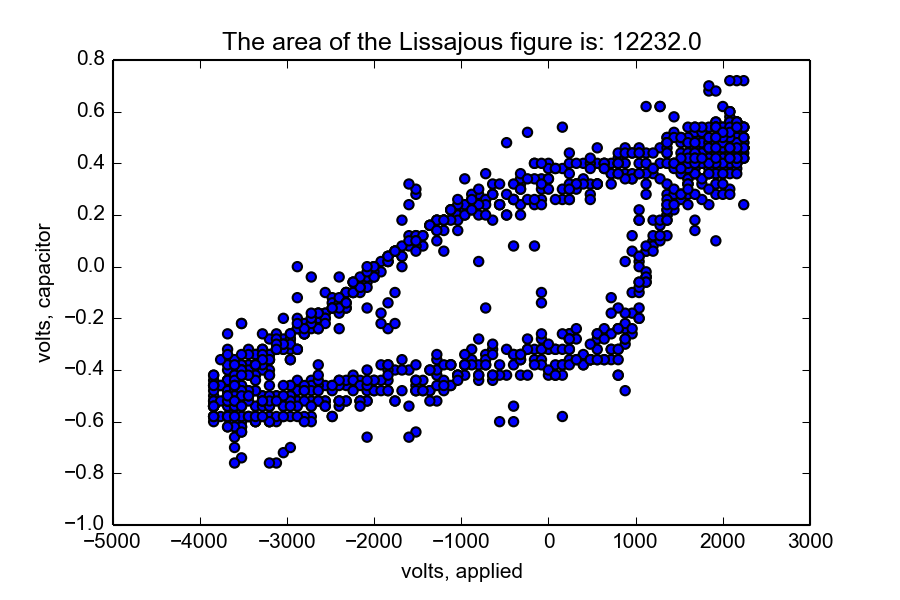 The area of the Lissajous figure is: 12232.0
0.8
0.6
0.4
0.2
0.0
−0.2
−0.4
−0.6
−0.8
−1.0
volts, capacitor
−5000 −4000 −3000 −2000 −1000 0 1000 2000 3000
volts, applied